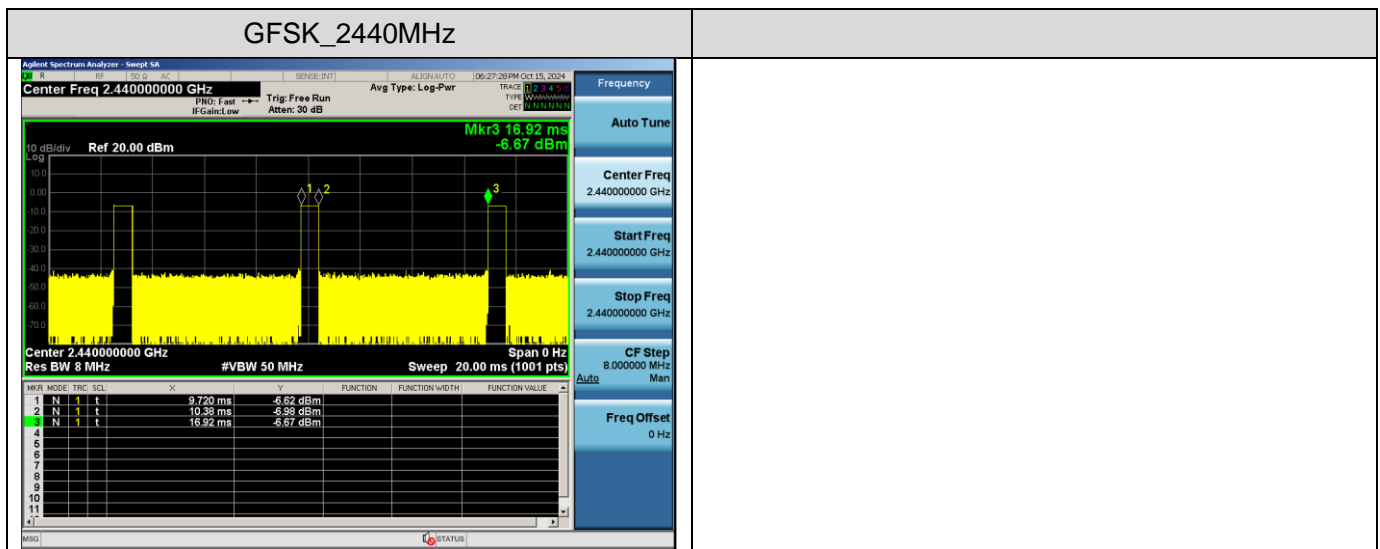 GFSK_2440MHz
Agilent Spectrum Analyzer - Swept SA
R RF 50 Ω AC SENSE:INT ALIGNAUTO 06:27:28 PM Oct 15, 2024
Center Freq 2.440000000 GHz
PNO: Fast
IFGain:Low
Trig: Free Run
Atten: 30 dB
Avg Type: Log-Pwr
TRACE 1 2 3 4 5 6
TYPE
DET N N N N N N
Mkr3 16.92 ms
-6.67 dBm
10 dB/div Ref 20.00 dBm
Log
10.0
0.00
-10.0
-20.0
-30.0
-40.0
-50.0
-60.0
-70.0
1 2 3
Center 2.440000000 GHz Span 0 Hz
Res BW 8 MHz #VBW 50 MHz Sweep 20.00 ms (1001 pts)
MKR MODE TRC SCL X Y FUNCTION FUNCTION WIDTH FUNCTION VALUE
1 N 1 t 9.720 ms -6.62 dBm
2 N 1 t 10.38 ms -6.98 dBm
3 N 1 t 16.92 ms -6.67 dBm
4
5
6
7
8
9
10
11
MSG STATUS
Frequency
Auto Tune
Center Freq
2.440000000 GHz
Start Freq
2.440000000 GHz
Stop Freq
2.440000000 GHz
CF Step
8.000000 MHz
Auto Man
Freq Offset
0 Hz